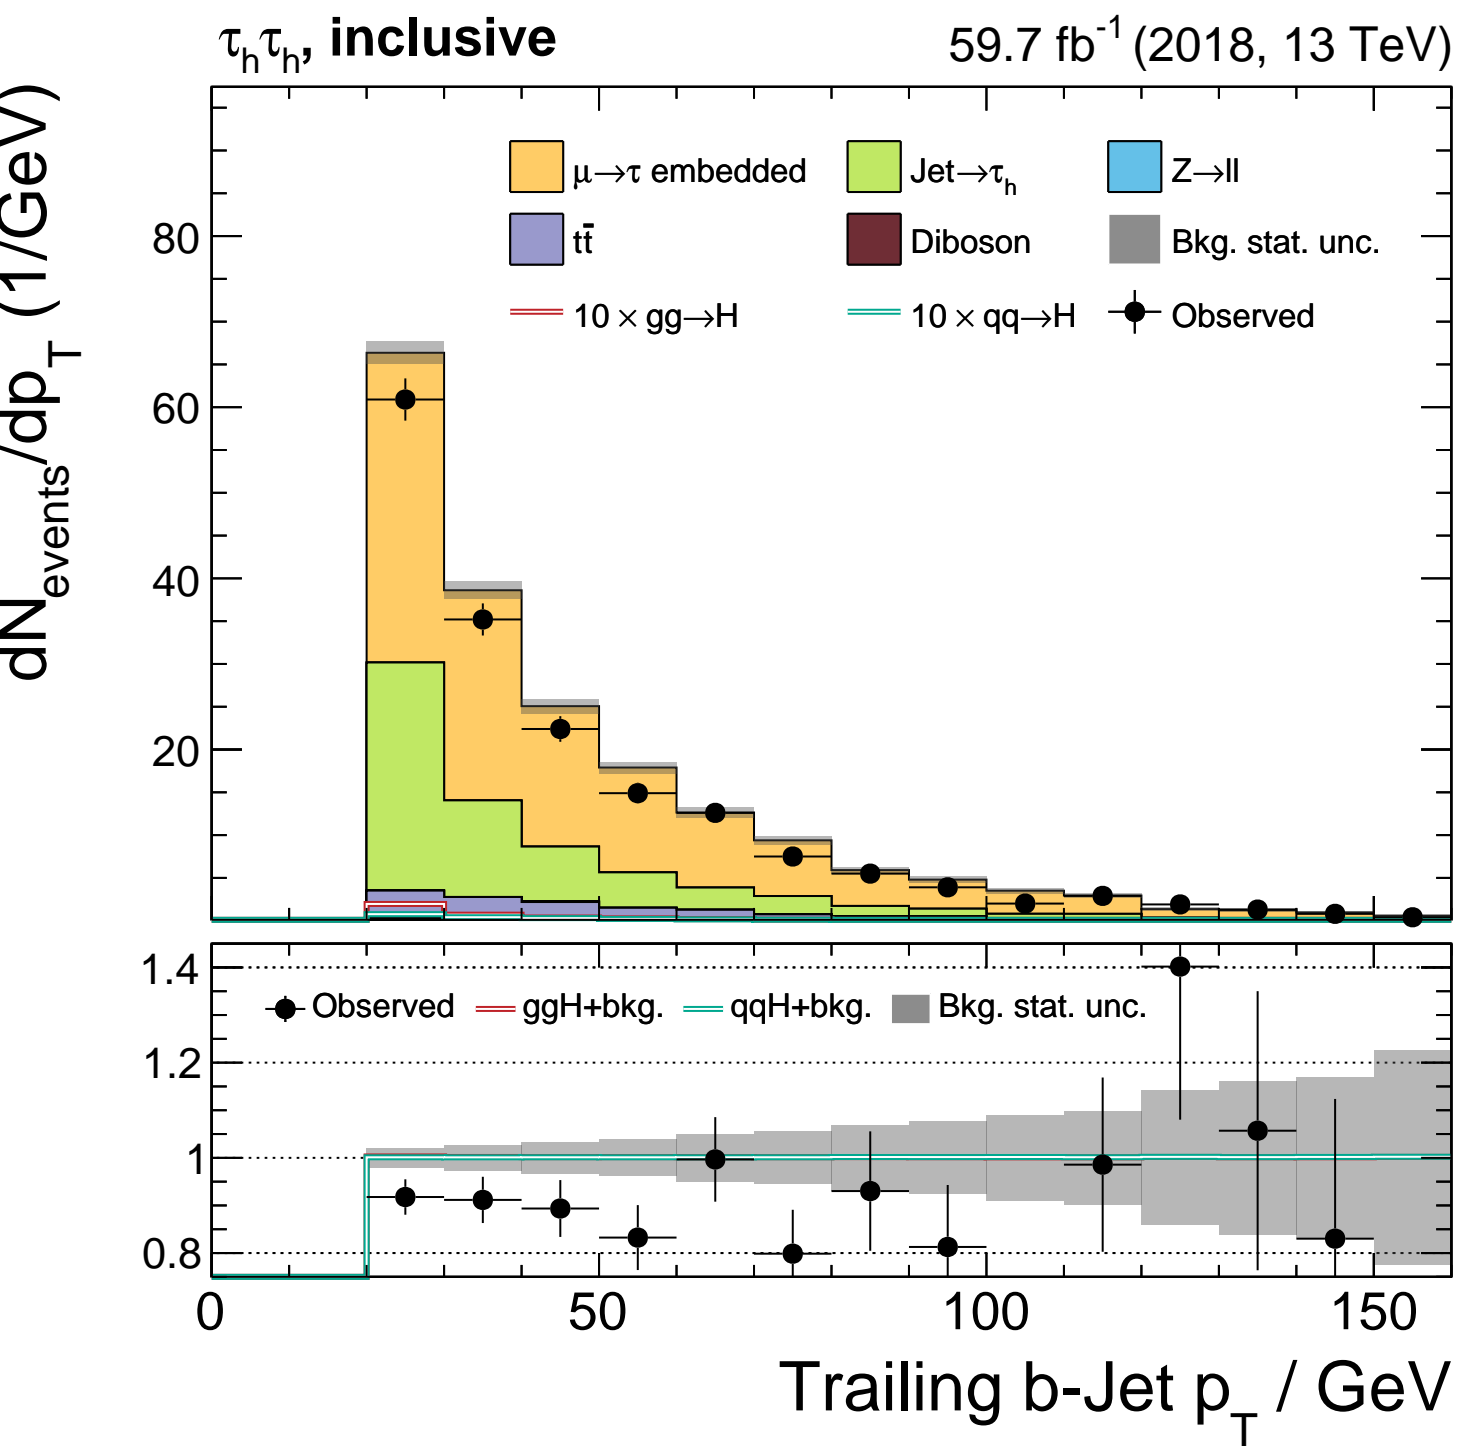 τhτh, inclusive
59.7 fb-1 (2018, 13 TeV)
dNevents/dpT (1/GeV)
μ→τ embedded
Jet→τh
Z→ll
tt̄
Diboson
Bkg. stat. unc.
10 × gg→H
10 × qq→H
Observed
80
60
40
20
1.4
1.2
1
0.8
Observed
ggH+bkg.
qqH+bkg.
Bkg. stat. unc.
0
50
100
150
Trailing b-Jet pT / GeV